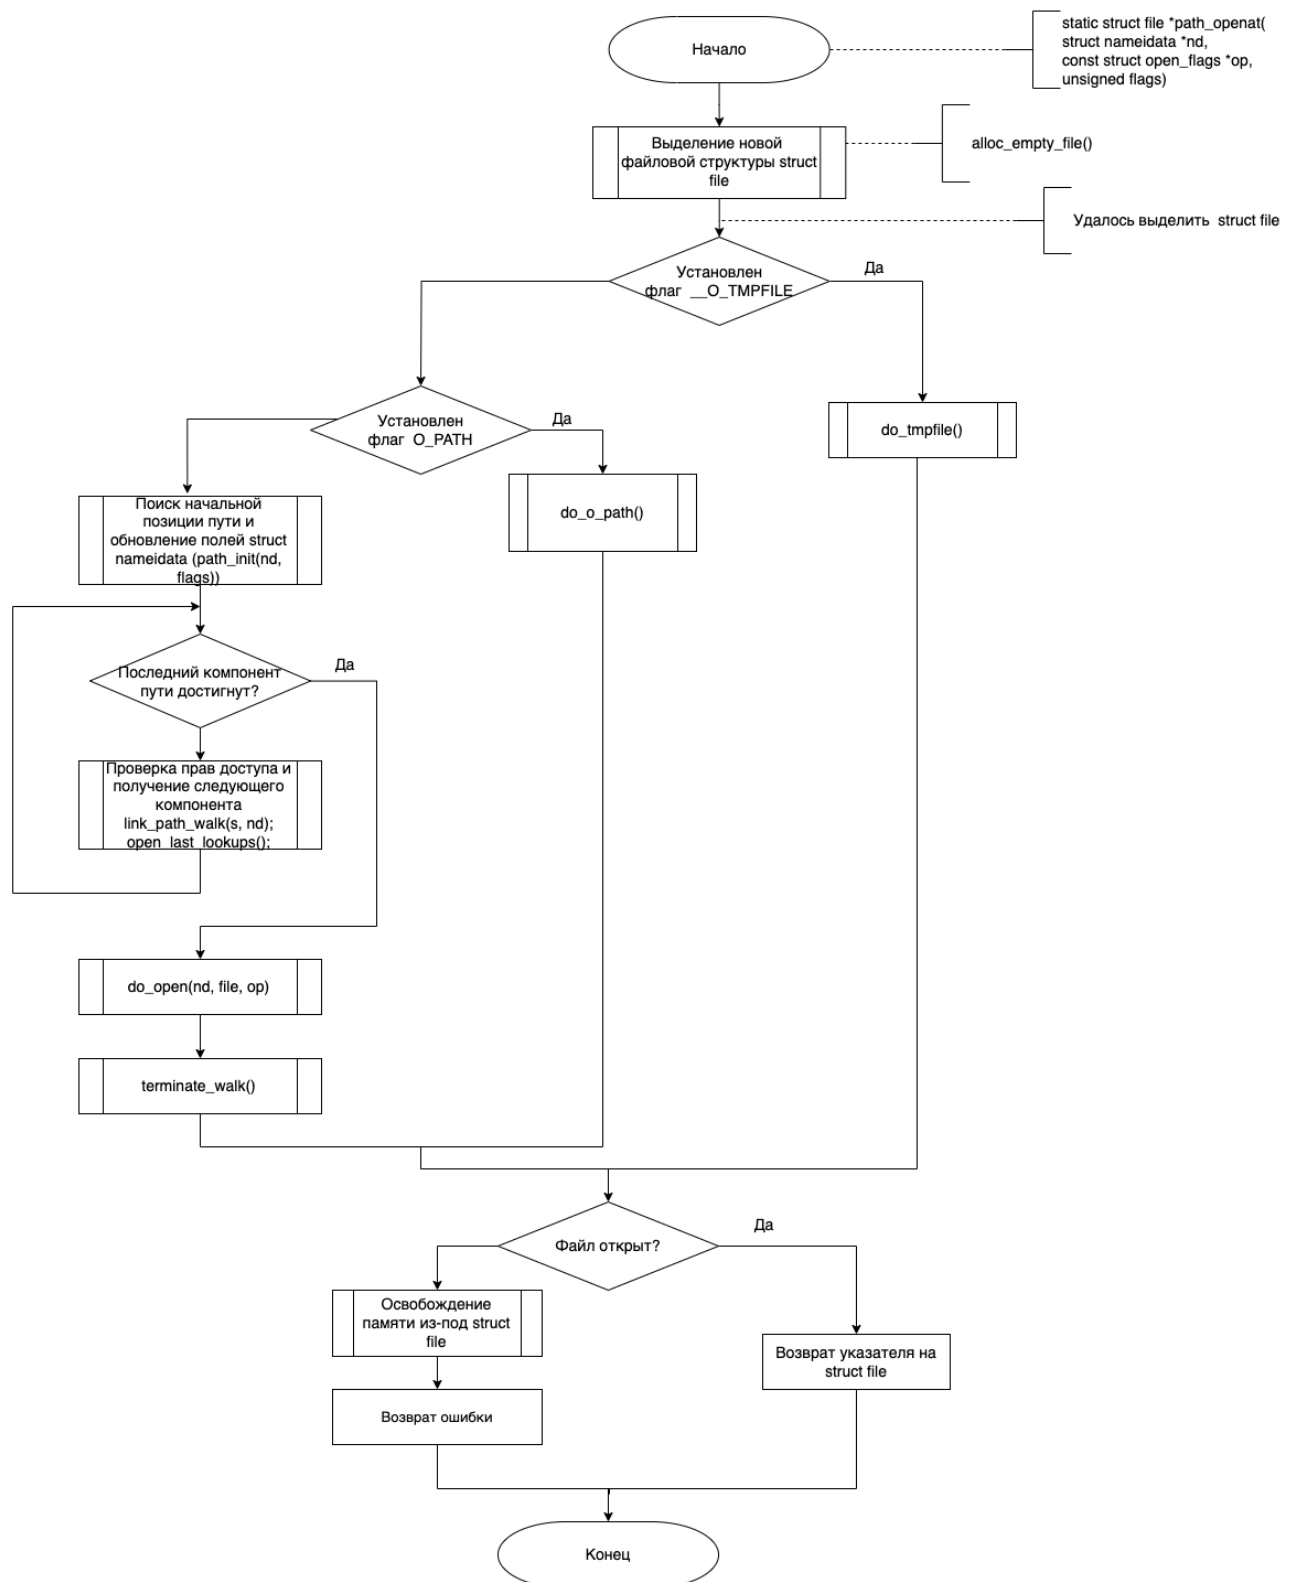 Начало
static struct file *path_openat(
struct nameidata *nd,
const struct open_flags *op,
unsigned flags)
Выделение новой
файловой структуры struct
file
alloc_empty_file()
Удалось выделить struct file
Установлен
флаг __O_TMPFILE
Да
Установлен
флаг O_PATH
Да
do_tmpfile()
Поиск начальной
позиции пути и
обновление полей struct
nameidata (path_init(nd,
flags))
do_o_path()
Последний компонент
пути достигнут?
Да
Проверка прав доступа и
получение следующего
компонента
link_path_walk(s, nd);
open_last_lookups();
do_open(nd, file, op)
terminate_walk()
Файл открыт?
Да
Освобождение
памяти из-под struct
file
Возврат указателя на
struct file
Возврат ошибки
Конец